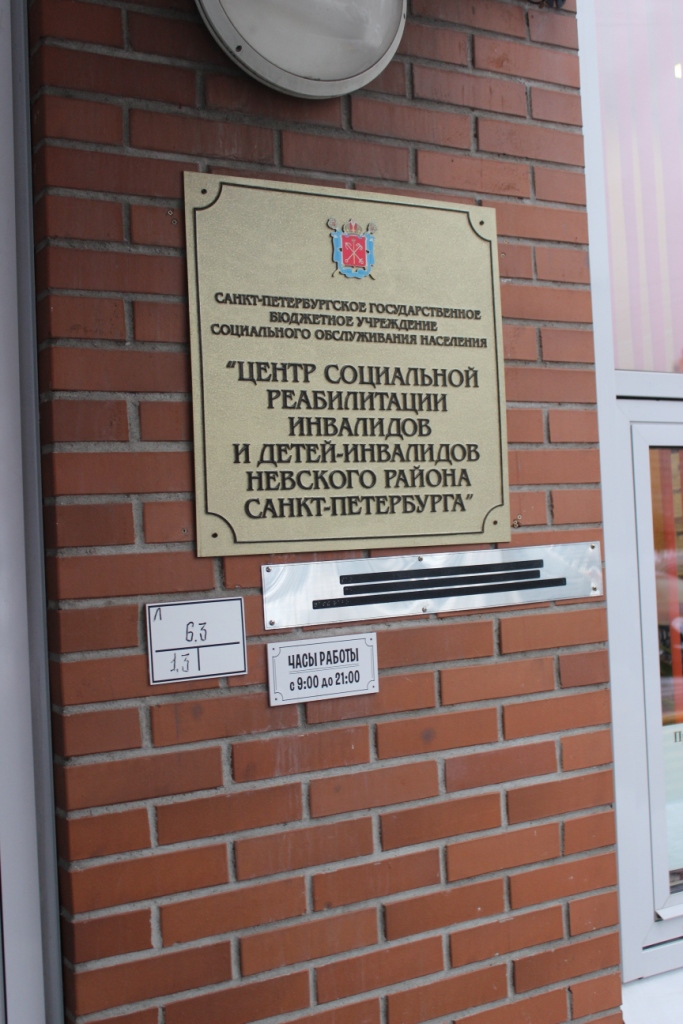 САНКТ-ПЕТЕРБУРГСКОЕ ГОСУДАРСТВЕННОЕ
БЮДЖЕТНОЕ УЧРЕЖДЕНИЕ
СОЦИАЛЬНОГО ОБСЛУЖИВАНИЯ НАСЕЛЕНИЯ
"ЦЕНТР СОЦИАЛЬНОЙ
РЕАБИЛИТАЦИИ
ИНВАЛИДОВ
И ДЕТЕЙ-ИНВАЛИДОВ
НЕВСКОГО РАЙОНА
САНКТ-ПЕТЕРБУРГА"
Л
6.3
1,3
ЧАСЫ РАБОТЫ
с 9:00 до 21:00